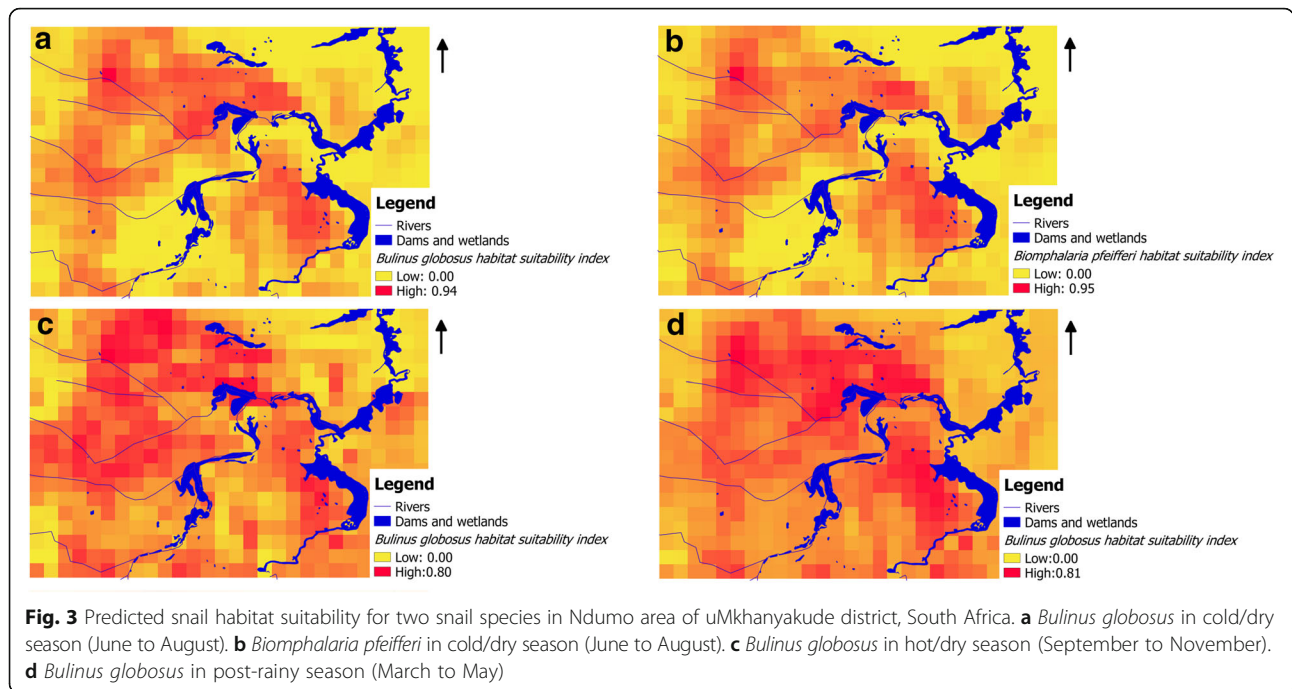 a
Legend
Rivers
Dams and wetlands
Bulinus globosus habitat suitability index
Low: 0.00
High: 0.94
b
Legend
Rivers
Dams and wetlands
Biomphalaria pfeifferi habitat suitability index
Low: 0.00
High: 0.95
c
Legend
Rivers
Dams and wetlands
Bulinus globosus habitat suitability index
Low: 0.00
High:0.80
d
Legend
Rivers
Dams and wetlands
Bulinus globosus habitat suitability index
Low:0.00
High:0.81
Fig. 3 Predicted snail habitat suitability for two snail species in Ndumo area of uMkhanyakude district, South Africa. a Bulinus globosus in cold/dry
season (June to August). b Biomphalaria pfeifferi in cold/dry season (June to August). c Bulinus globosus in hot/dry season (September to November).
d Bulinus globosus in post-rainy season (March to May)